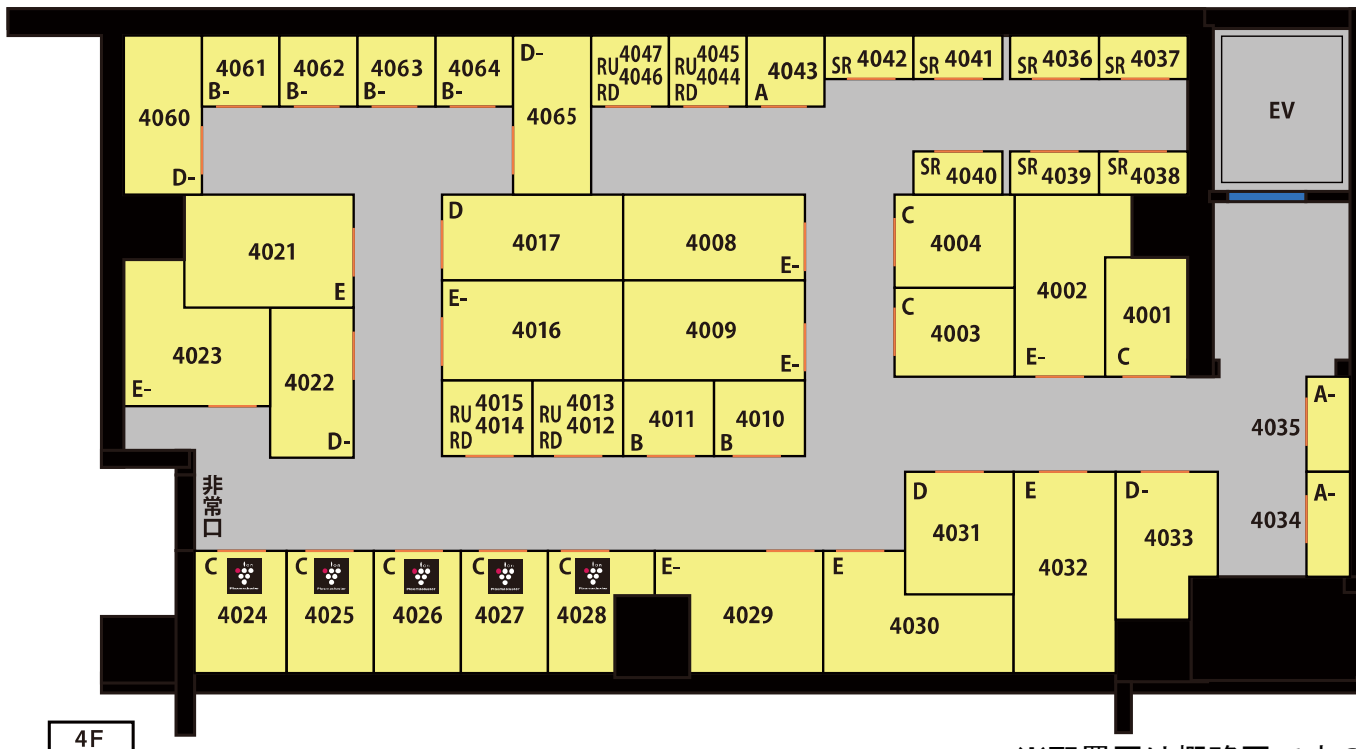 4061
B-
4062
B-
4063
B-
4064
B-
D-
4065
4047
RU 4046
RD
4045
RU 4044
RD
4043
A
SR 4042
SR 4041
SR 4036
SR 4037
EV
4060
D-
SR 4040
SR 4039
SR 4038
4021
E
D
4017
4008
E-
C
4004
4002
E-
4001
C
4023
E-
4022
D-
E-
4016
4009
E-
C
4003
RU 4015
RD 4014
RU 4013
RD 4012
4011
B
4010
B
A-
4035
A-
4034
非常口
D
4031
E
4032
D-
4033
C
4024
C
4025
C
4026
C
4027
C
4028
E-
4029
E
4030
4F